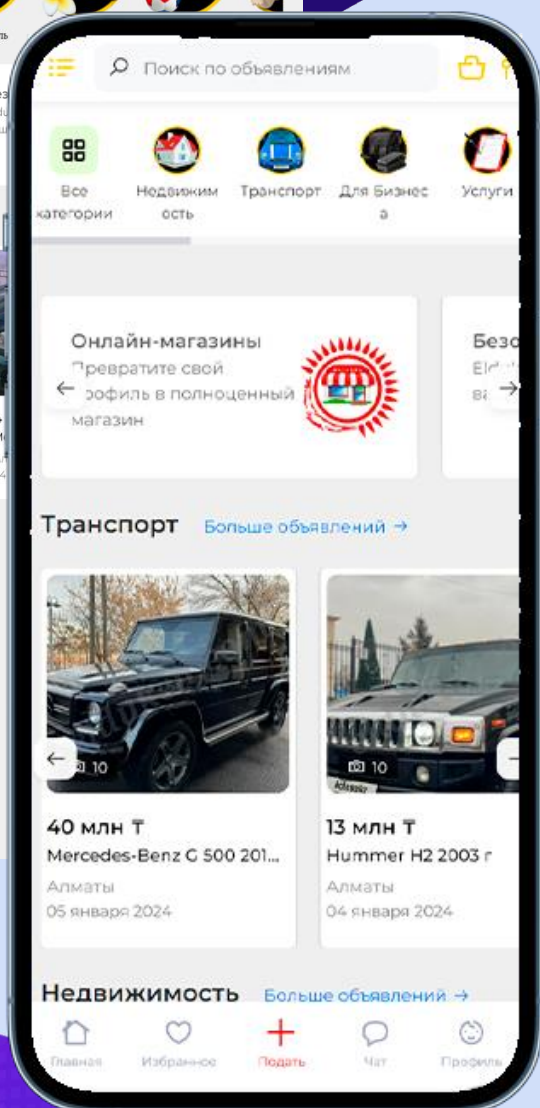 Поиск по объявлениям
Все категории
Недвижим
ость
Транспорт
Для Бизнес
а
Услуги
Онлайн-магазины
Превратите свой
профиль в полноценный
магазин
Безо
Транспорт Больше объявлений →
10
10
40 млн ₸
Mercedes-Benz G 500 201...
Алматы
05 января 2024
13 млн ₸
Hummer H2 2003 г
Алматы
04 января 2024
Недвижимость Больше объявлений →
Главная
Избранное
Подать
Чат
Профиль